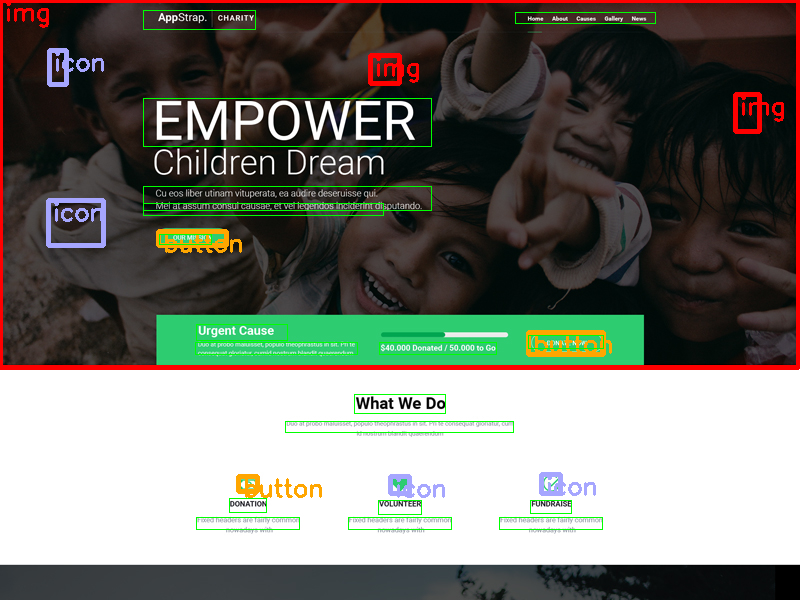 img
AppStrap. CHARITY
Home About Causes Gallery News
icon
img
img
EMPOWER
Children Dream
Cu eos liber utinam vituperata, ea audire deseruisse qui.
Mei at assum consul causae, et vel legendos inciderint disputando.
icon
OUR MISSION
button
Urgent Cause
Duo at probo maluisset, populo theophrastus in sit. Pri te
consequat gloriatur, cu nostrum blandit quaerendum
$40.000 Donated / 50.000 to Go
DONATE NOW
button
What We Do
Duo at probo maluisset, populo theophrastus in sit. Pri te consequat gloriatur, cum
id nostrum blandit quaerendum
button
icon
icon
DONATION
VOLUNTEER
FUNDRAISE
Fixed headers are fairly common
nowadays with
Fixed headers are fairly common
nowadays with
Fixed headers are fairly common
nowadays with